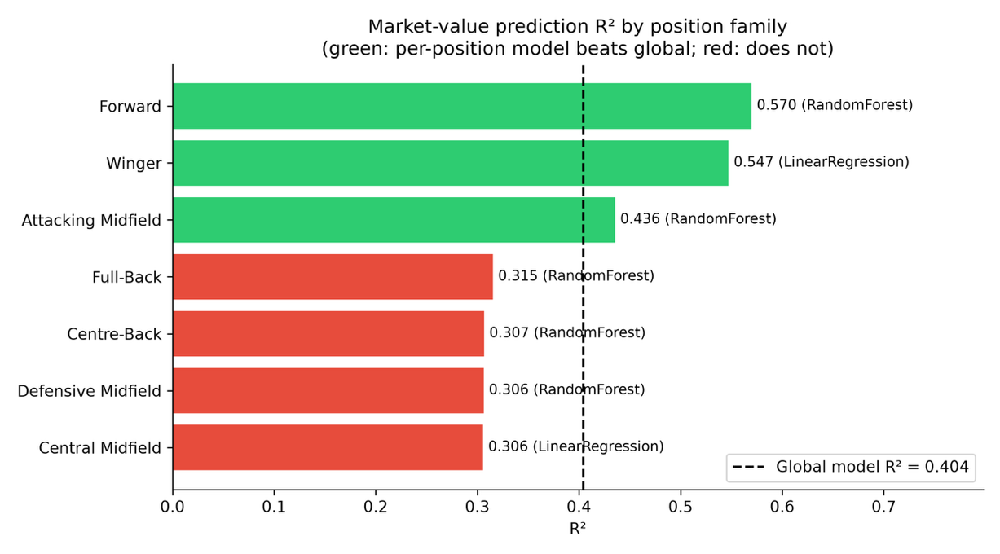 Market-value prediction R² by position family
(green: per-position model beats global; red: does not)
Forward
0.570 (RandomForest)
Winger
0.547 (LinearRegression)
Attacking Midfield
0.436 (RandomForest)
Full-Back
0.315 (RandomForest)
Centre-Back
0.307 (RandomForest)
Defensive Midfield
0.306 (RandomForest)
Central Midfield
0.306 (LinearRegression)
Global model R² = 0.404
0.0 0.1 0.2 0.3 0.4 0.5 0.6 0.7
R²